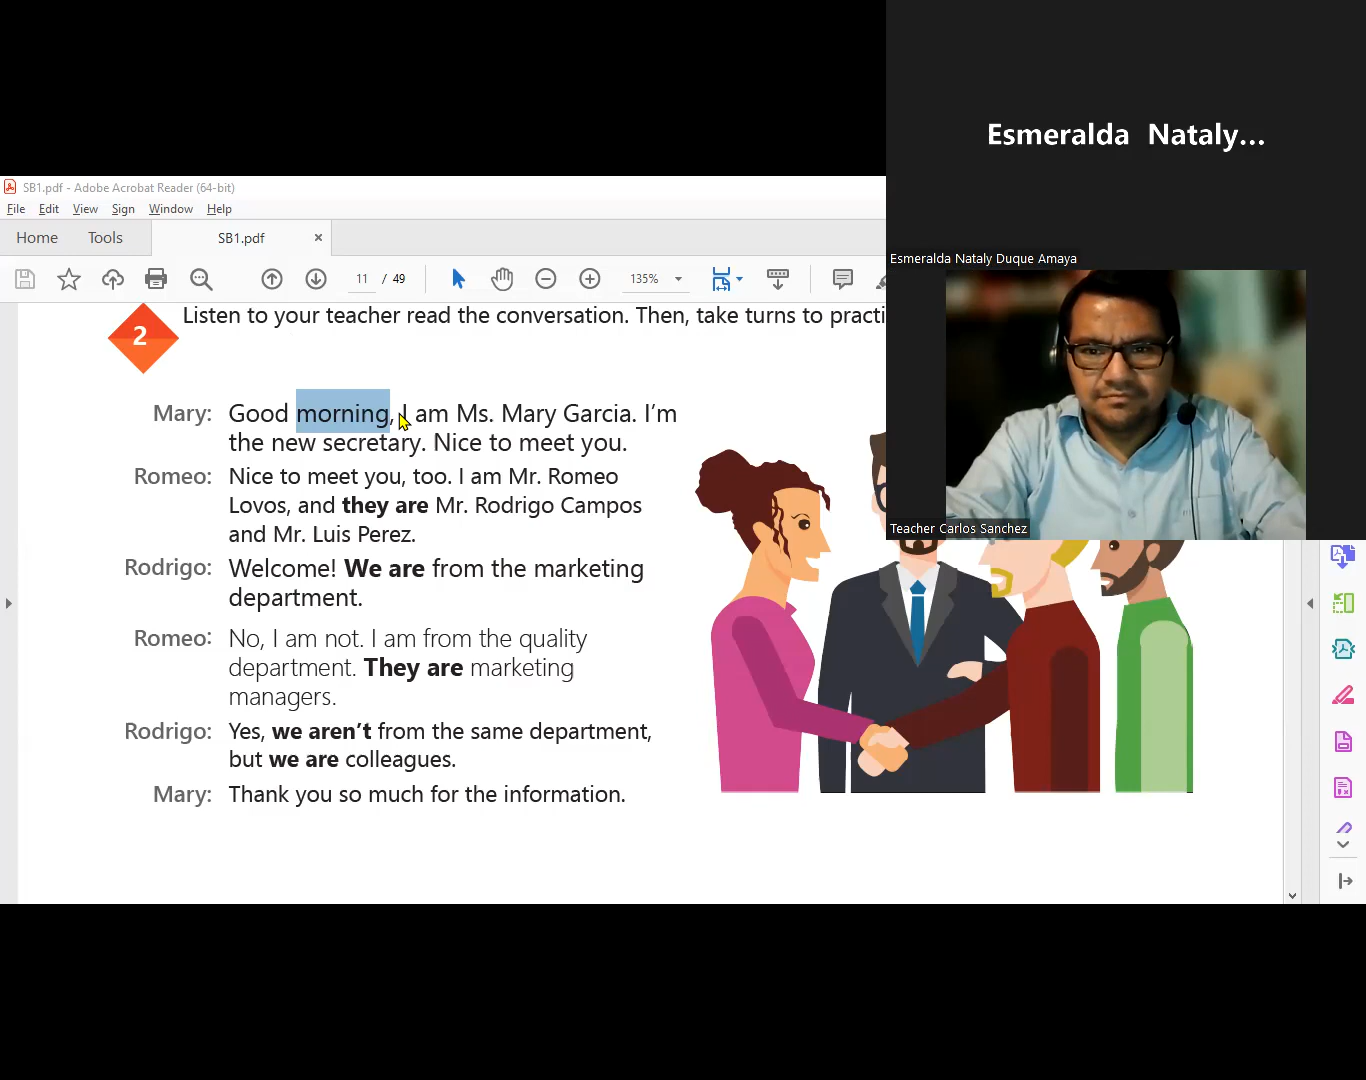 Esmeralda Nataly...
Esmeralda Nataly Duque Amaya
Teacher Carlos Sanchez
SB1.pdf - Adobe Acrobat Reader (64-bit)
File Edit View Sign Window Help
Home Tools SB1.pdf ×
11 / 49 135%
2 Listen to your teacher read the conversation. Then, take turns to practi
Mary: Good morning, I am Ms. Mary Garcia. I'm
the new secretary. Nice to meet you.
Romeo: Nice to meet you, too. I am Mr. Romeo
Lovos, and they are Mr. Rodrigo Campos
and Mr. Luis Perez.
Rodrigo: Welcome! We are from the marketing
department.
Romeo: No, I am not. I am from the quality
department. They are marketing
managers.
Rodrigo: Yes, we aren't from the same department,
but we are colleagues.
Mary: Thank you so much for the information.